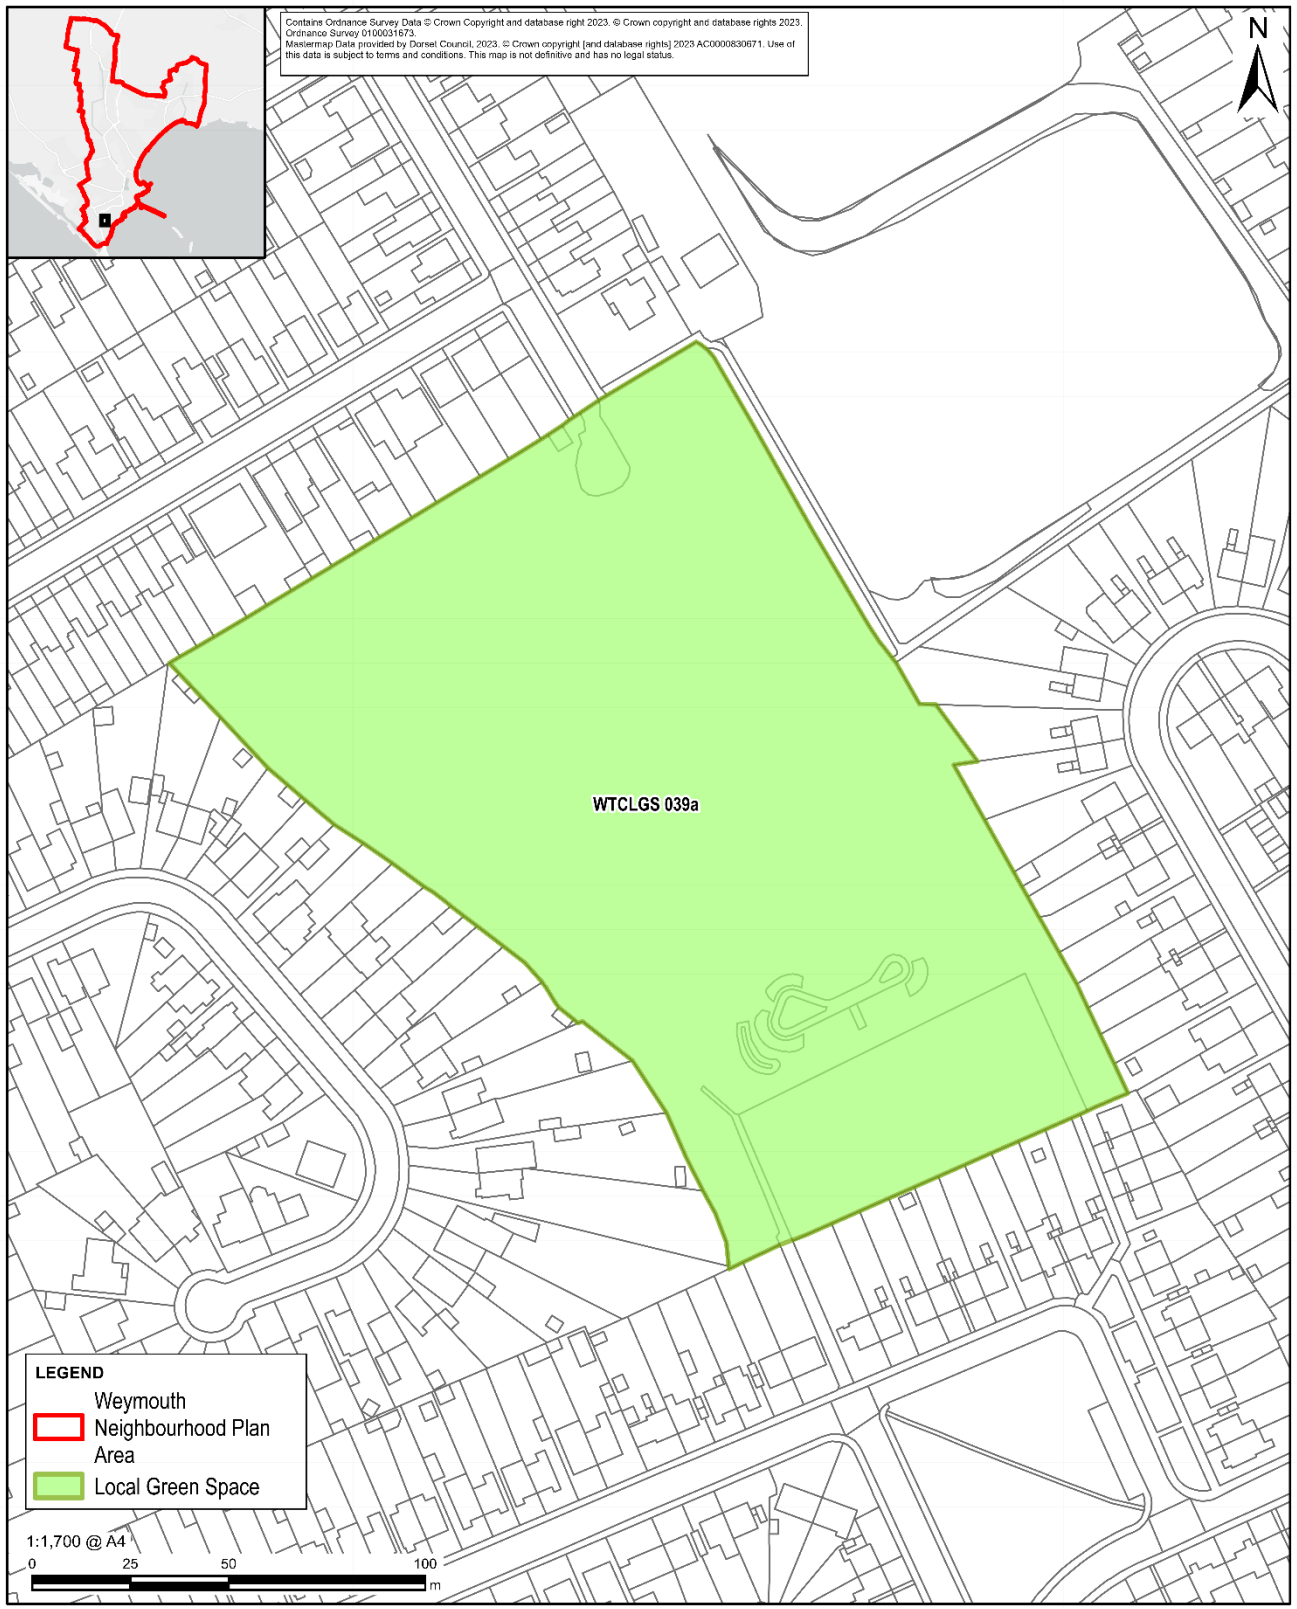 Contains Ordnance Survey Data © Crown Copyright and database right 2023. © Crown copyright and database rights 2023.
Ordnance Survey 0100031673.
Mastermap Data provided by Dorset Council, 2023. © Crown copyright [and database rights] 2023 AC0000830671. Use of
this data is subject to terms and conditions. This map is not definitive and has no legal status.
N
WTCLGS 039a
LEGEND
Weymouth
Neighbourhood Plan
Area
Local Green Space
1:1,700 @ A4
0 25 50 100
m